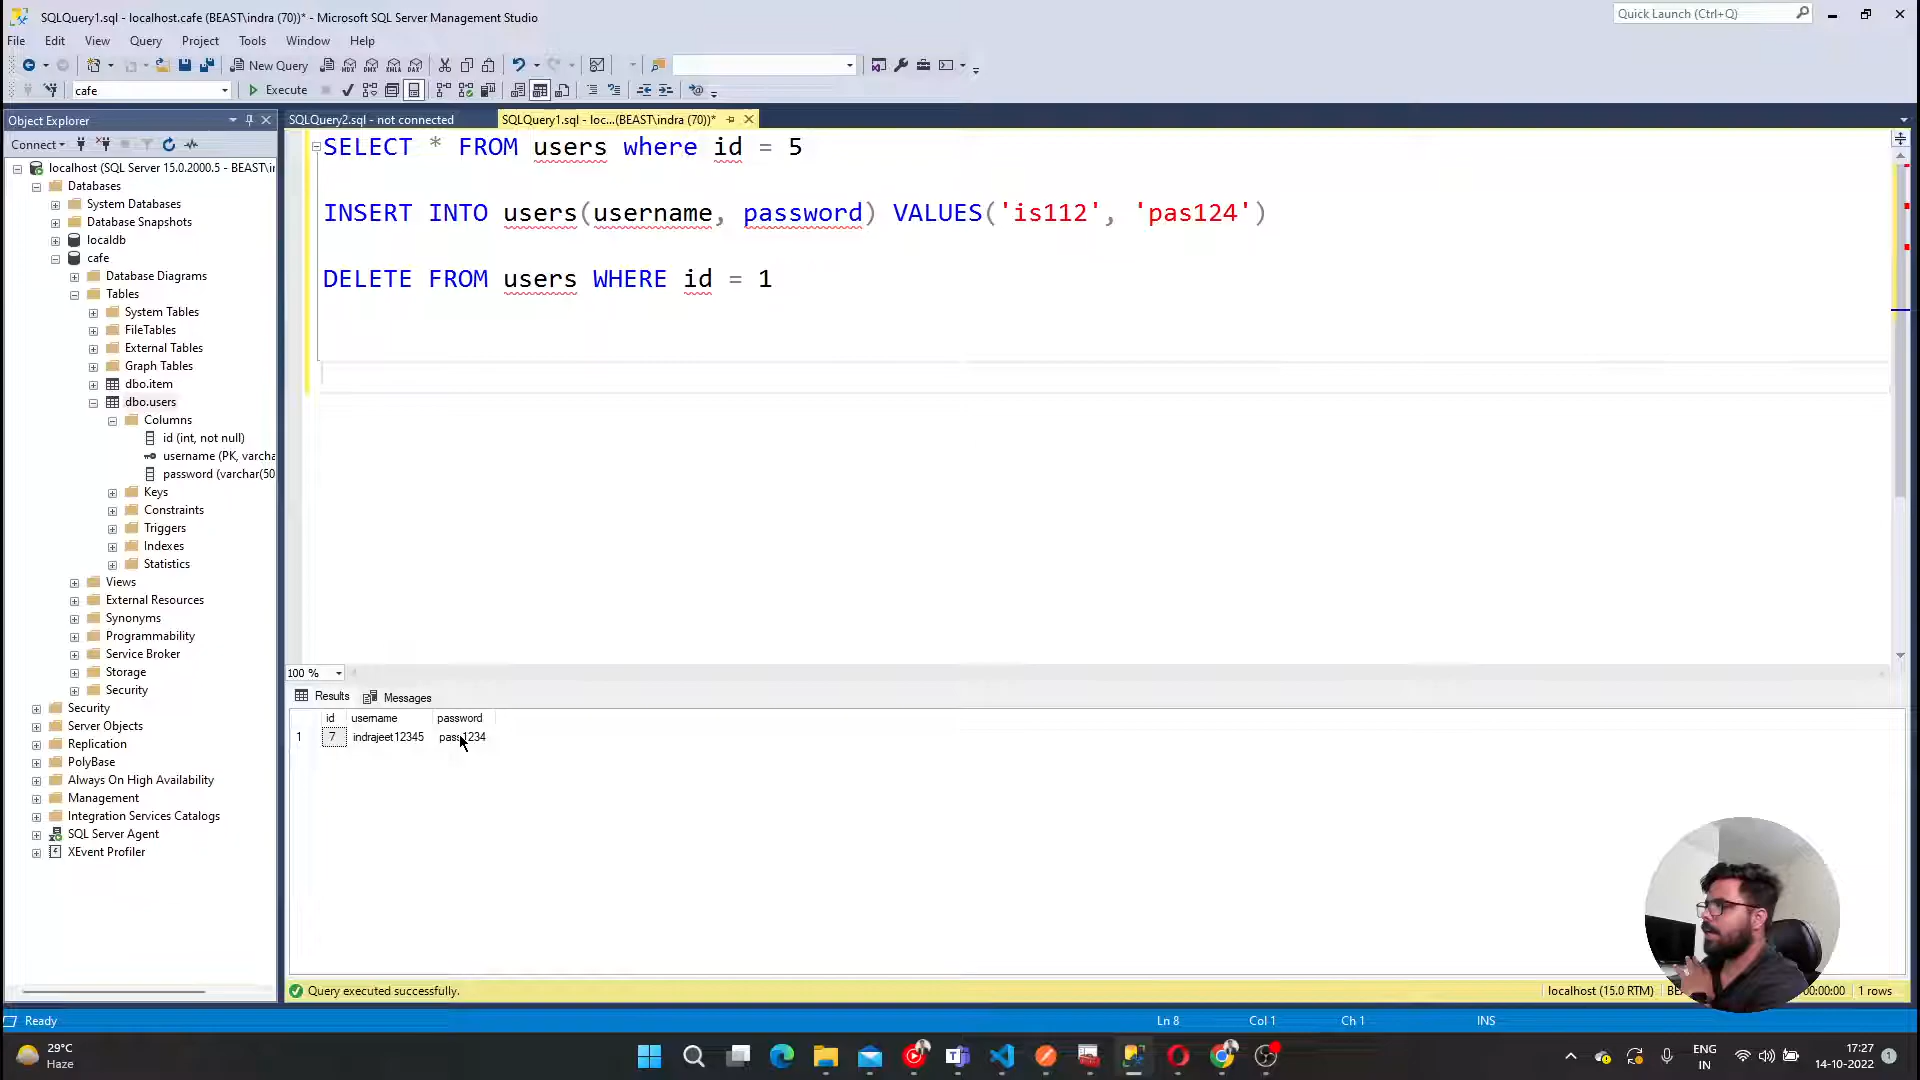 SQLQuery1.sql - localhost.cafe (BEAST\indra (70))* - Microsoft SQL Server Management Studio
Quick Launch (Ctrl+Q)
File Edit View Query Project Tools Window Help
New Query
cafe
Execute
Object Explorer
SQLQuery2.sql - not connected
SQLQuery1.sql - loc...(BEAST\indra (70))*
Connect
localhost (SQL Server 15.0.2000.5 - BEAST\ir
Databases
System Databases
Database Snapshots
localdb
cafe
Database Diagrams
Tables
System Tables
FileTables
External Tables
Graph Tables
dbo.item
dbo.users
Columns
id (int, not null)
username (PK, varcha
password (varchar(50
Keys
Constraints
Triggers
Indexes
Statistics
Views
External Resources
Synonyms
Programmability
Service Broker
Storage
Security
Security
Server Objects
Replication
PolyBase
Always On High Availability
Management
Integration Services Catalogs
SQL Server Agent
XEvent Profiler
SELECT * FROM users where id = 5
INSERT INTO users(username, password) VALUES('is112', 'pas124')
DELETE FROM users WHERE id = 1
100 %
Results Messages
id username password
1 7 indrajeet12345 pass1234
Query executed successfully.
localhost (15.0 RTM)
00:00:00
1 rows
Ready
Ln 8
Col 1
Ch 1
INS
29°C
Haze
ENG
IN
17:27
14-10-2022
1